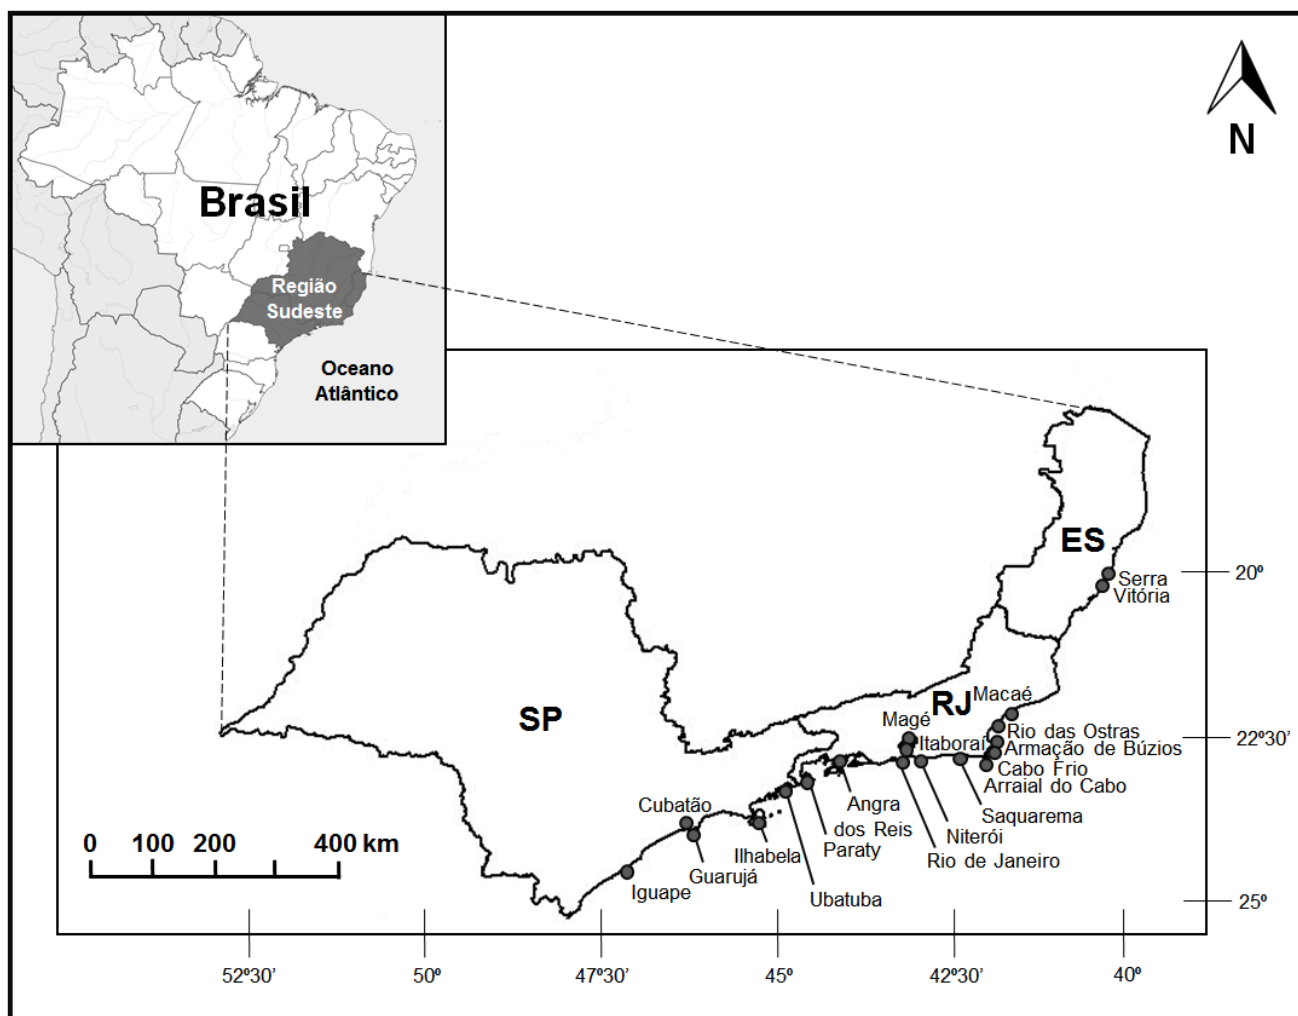 Brasil
Região
Sudeste
Oceano
Atlântico
N
ES
Serra
Vitória
20º
SP
RJ
Macaé
Magé
Itaboraí
Rio das Ostras
Armação de Búzios
22º30’
Cabo Frio
Arraial do Cabo
Angra
dos Reis
Saquarema
Niterói
Rio de Janeiro
Paraty
Cubatão
Ilhabela
Guarujá
Ubatuba
Iguape
0 100 200 400 km
25º
52º30’ 50º 47º30’ 45º 42º30’ 40º